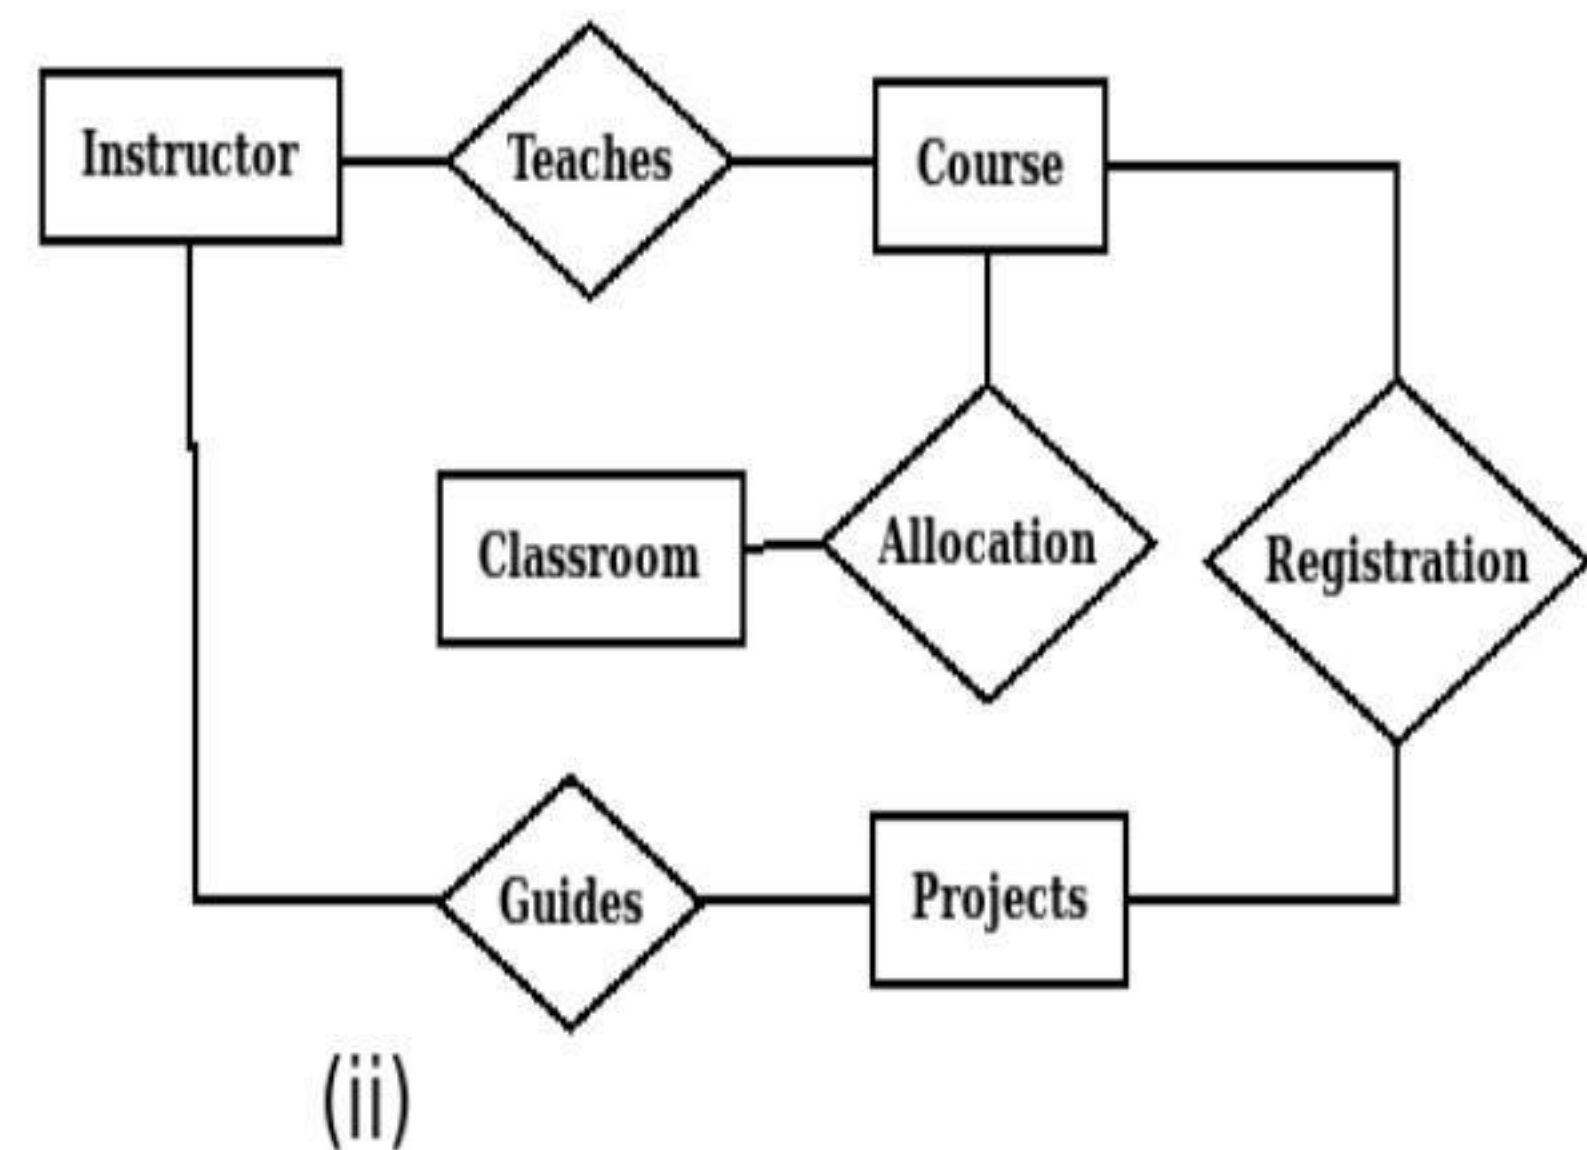 Instructor
Teaches
Course
Classroom
Allocation
Registration
Guides
Projects
(ii)